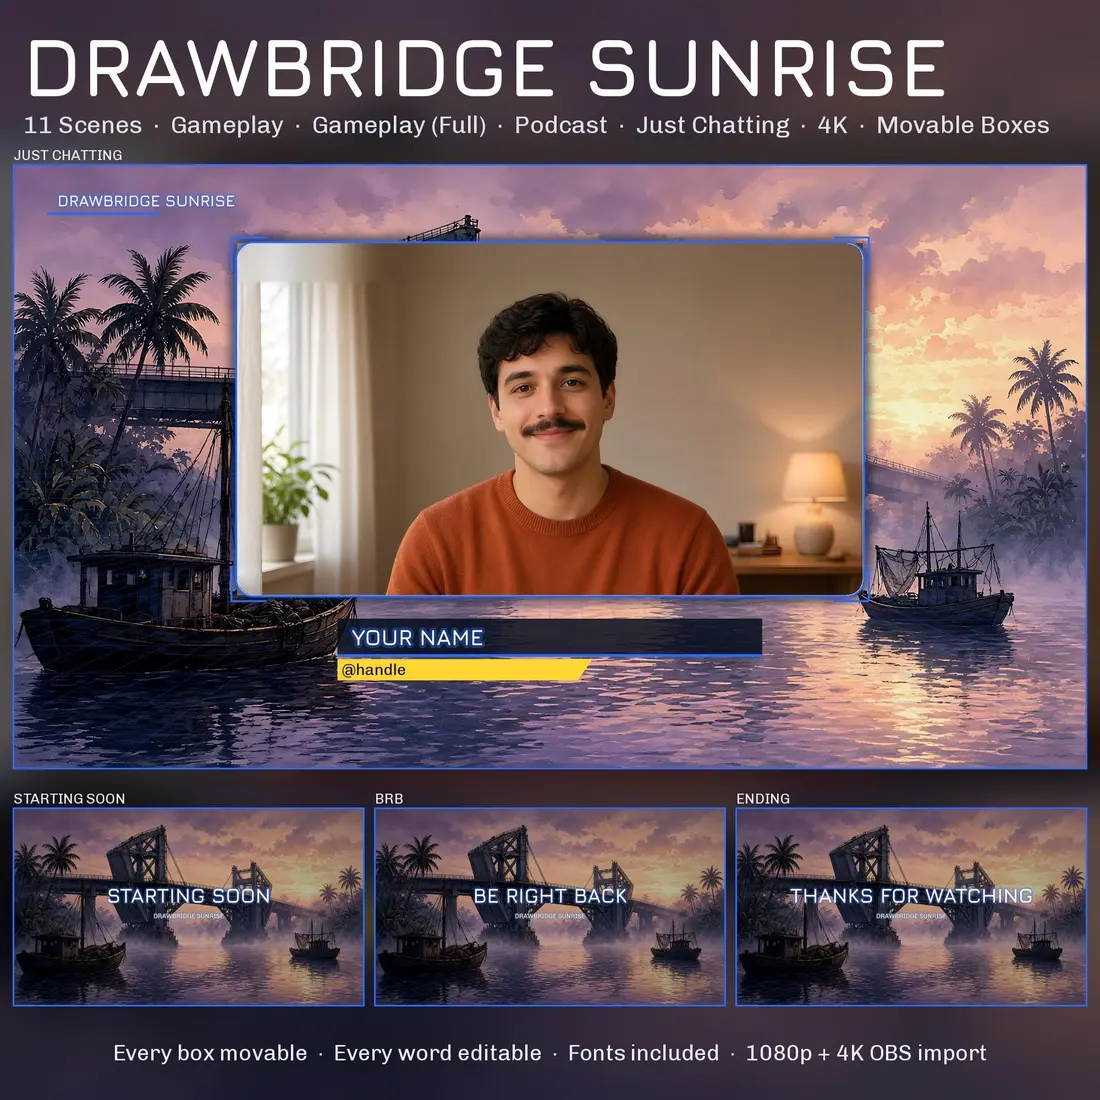 DRAWBRIDGE SUNRISE
11 Scenes · Gameplay · Gameplay (Full) · Podcast · Just Chatting · 4K · Movable Boxes
JUST CHATTING
DRAWBRIDGE SUNRISE
YOUR NAME
@handle
STARTING SOON
BRB
ENDING
STARTING SOON
DRAWBRIDGE SUNRISE
BE RIGHT BACK
DRAWBRIDGE SUNRISE
THANKS FOR WATCHING
DRAWBRIDGE SUNRISE
Every box movable · Every word editable · Fonts included · 1080p + 4K OBS import